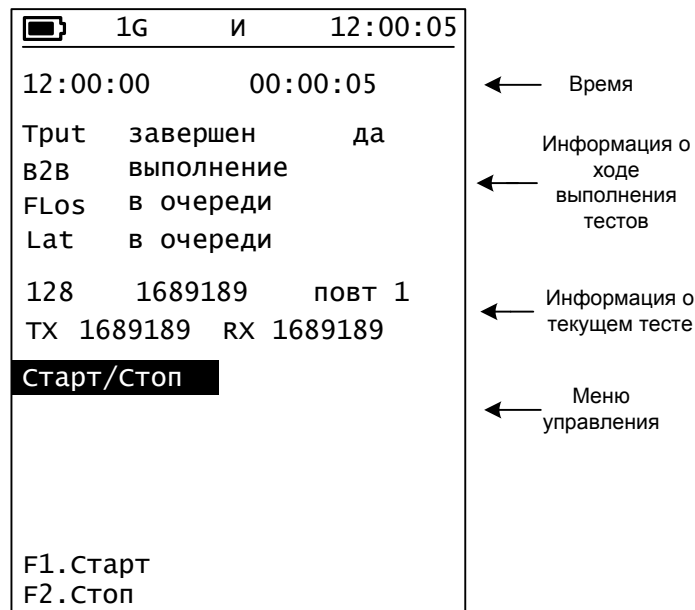 1G И 12:00:05
12:00:00 00:00:05
Время
Tput завершен да
B2B выполнение
FLos в очереди
Lat в очереди
Информация о
ходе
выполнения
тестов
128 1689189 повт 1
TX 1689189 RX 1689189
Информация о
текущем тесте
Старт/Стоп
Меню
управления
F1.Старт
F2.Стоп